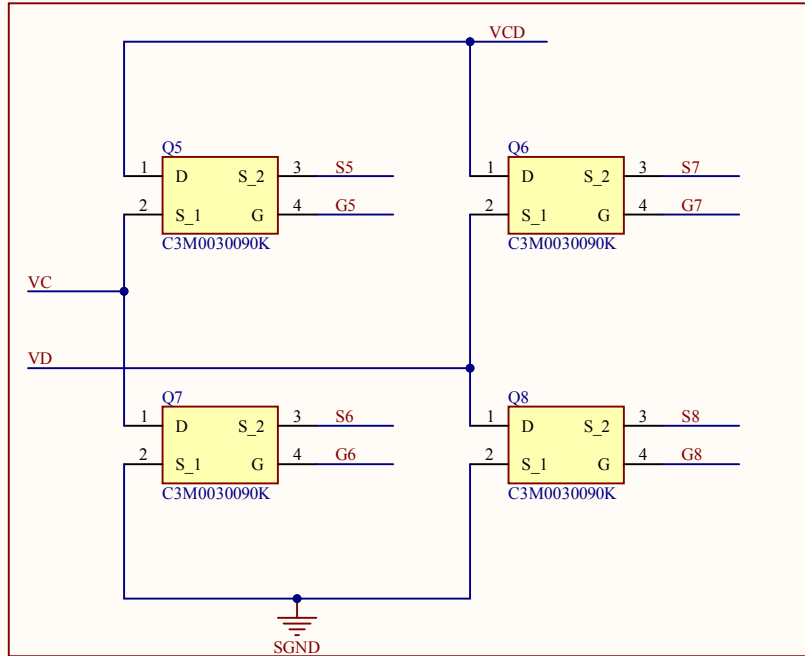 VCD
Q5
1 D S_2 3 S5
2 S_1 G 4 G5
C3M0030090K
Q6
1 D S_2 3 S7
2 S_1 G 4 G7
C3M0030090K
VC
VD
Q7
1 D S_2 3 S6
2 S_1 G 4 G6
C3M0030090K
Q8
1 D S_2 3 S8
2 S_1 G 4 G8
C3M0030090K
SGND